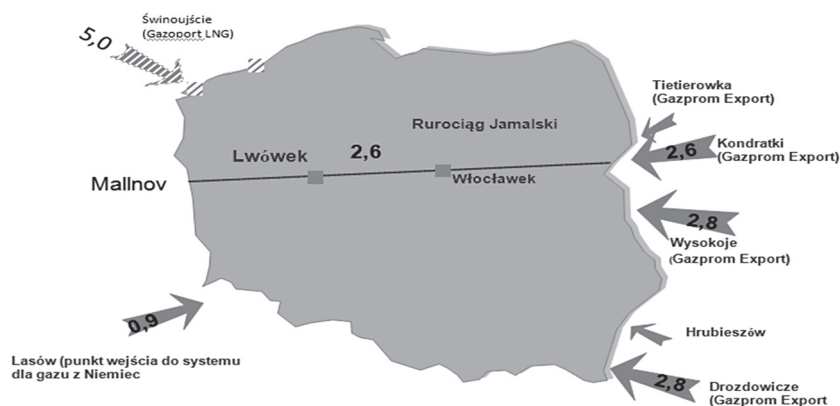 Świnoujście
(Gazoport LNG)
5,0
Tietierowka
(Gazprom Export)
Rurociąg Jamalski
Kondratki
(Gazprom Export)
2,6
Lwówek
2,6
Włocławek
Mallnov
2,8
Wysokoje
(Gazprom Export)
0,9
Hrubieszów
Lasów (punkt wejścia do systemu
dla gazu z Niemiec
2,8
Drozdowicze
(Gazprom Export